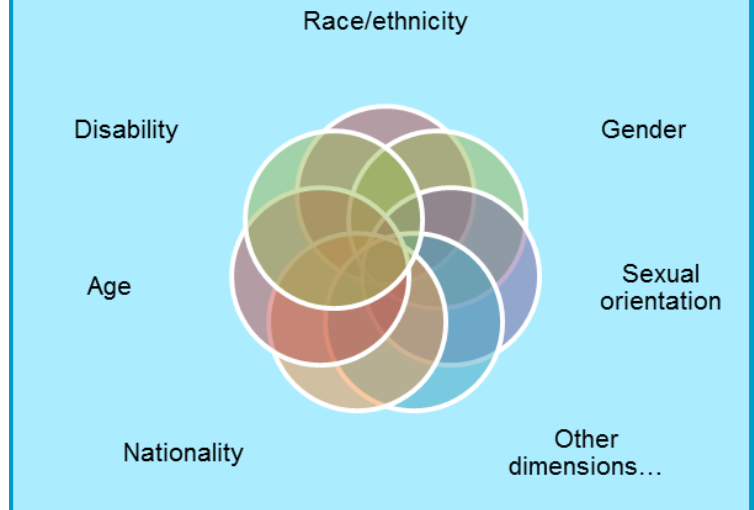 Race/ethnicity
Disability
Gender
Age
Sexual
orientation
Nationality
Other
dimensions…